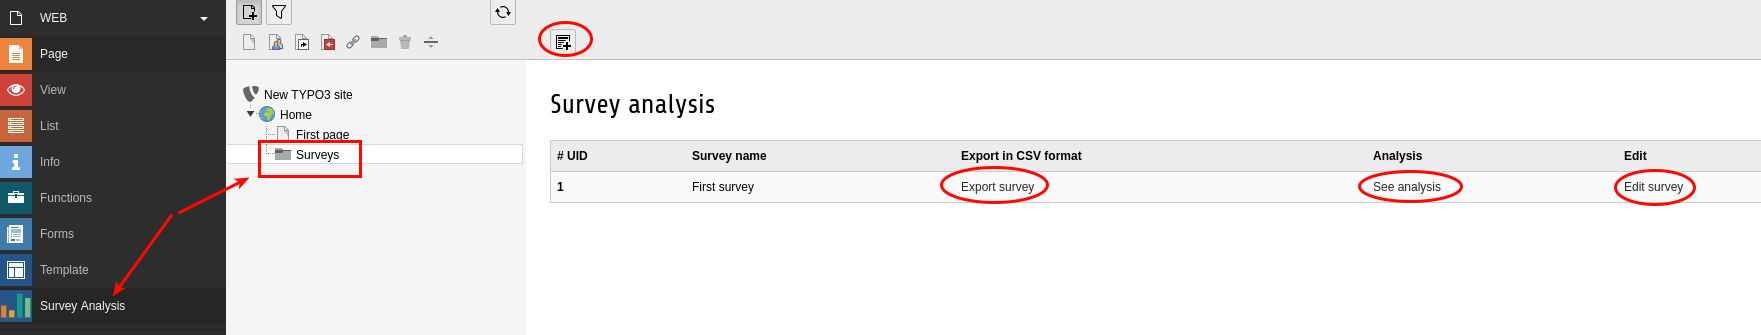 WEB
Page
View
List
Info
Functions
Forms
Template
Survey Analysis
New TYPO3 site
Home
First page
Surveys
Survey analysis
# UID Survey name Export in CSV format Analysis Edit
1 First survey Export survey See analysis Edit survey